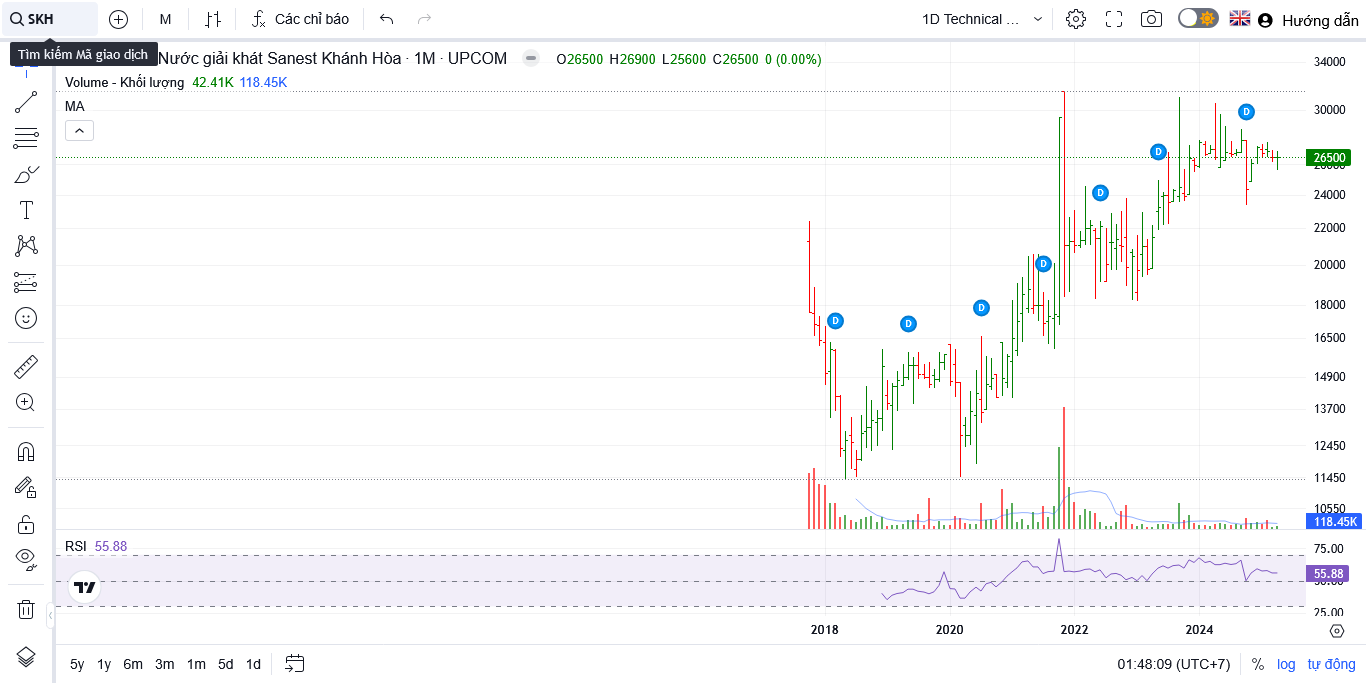 SKH M Các chỉ báo 1D Technical ... Hướng dẫn
Tìm kiếm Mã giao dịch
Nước giải khát Sanest Khánh Hòa · 1M · UPCOM O26500 H26900 L25600 C26500 0 (0.00%)
Volume - Khối lượng 42.41K 118.45K
MA
34000
30000
26500
24000
22000
20000
18000
16500
14900
13700
12450
11450
10550
118.45K
D D D D D D D
RSI 55.88
75.00
55.88
50.00
25.00
2018 2020 2022 2024
5y 1y 6m 3m 1m 5d 1d 01:48:09 (UTC+7) % log tự động